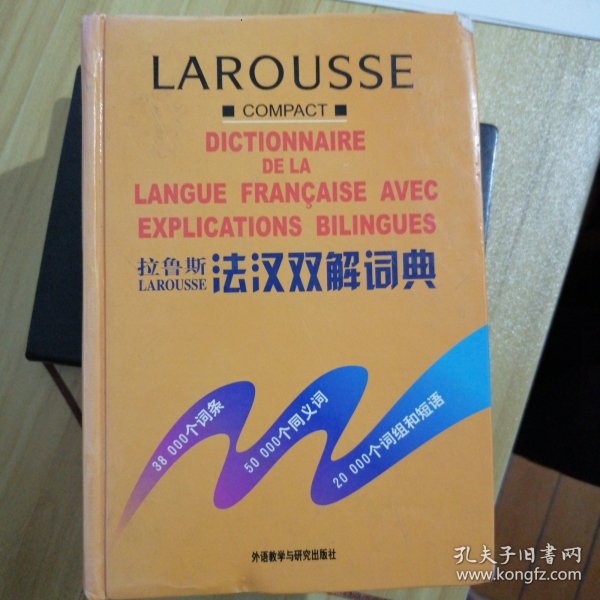 LAROUSSE
■ COMPACT ■
DICTIONNAIRE
DE LA
LANGUE FRANÇAISE AVEC
EXPLICATIONS BILINGUES
拉鲁斯
LAROUSSE
法汉双解词典
38 000个词条
50 000个同义词
20 000个词组和短语
外语教学与研究出版社
孔夫子旧书网
www.kongfz.com